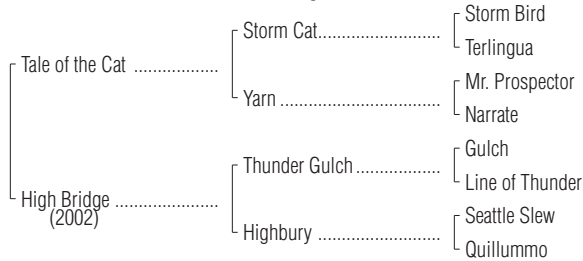 Storm Bird
Storm Cat..................
Terlingua
Tale of the Cat ..................
Mr. Prospector
Yarn ........................
Narrate
Gulch
Thunder Gulch ..................
Line of Thunder
High Bridge ......................
(2002)
Seattle Slew
Highbury ..................
Quillummo